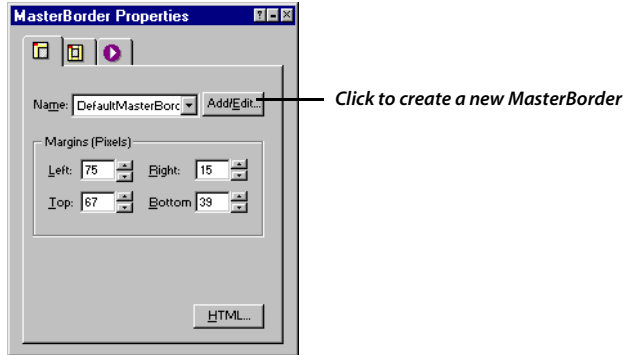 MasterBorder Properties
Name: DefaultMasterBorc Add/Edit...
Click to create a new MasterBorder
Margins (Pixels)
Left: 75 Right: 15
Top: 67 Bottom 39
HTML...